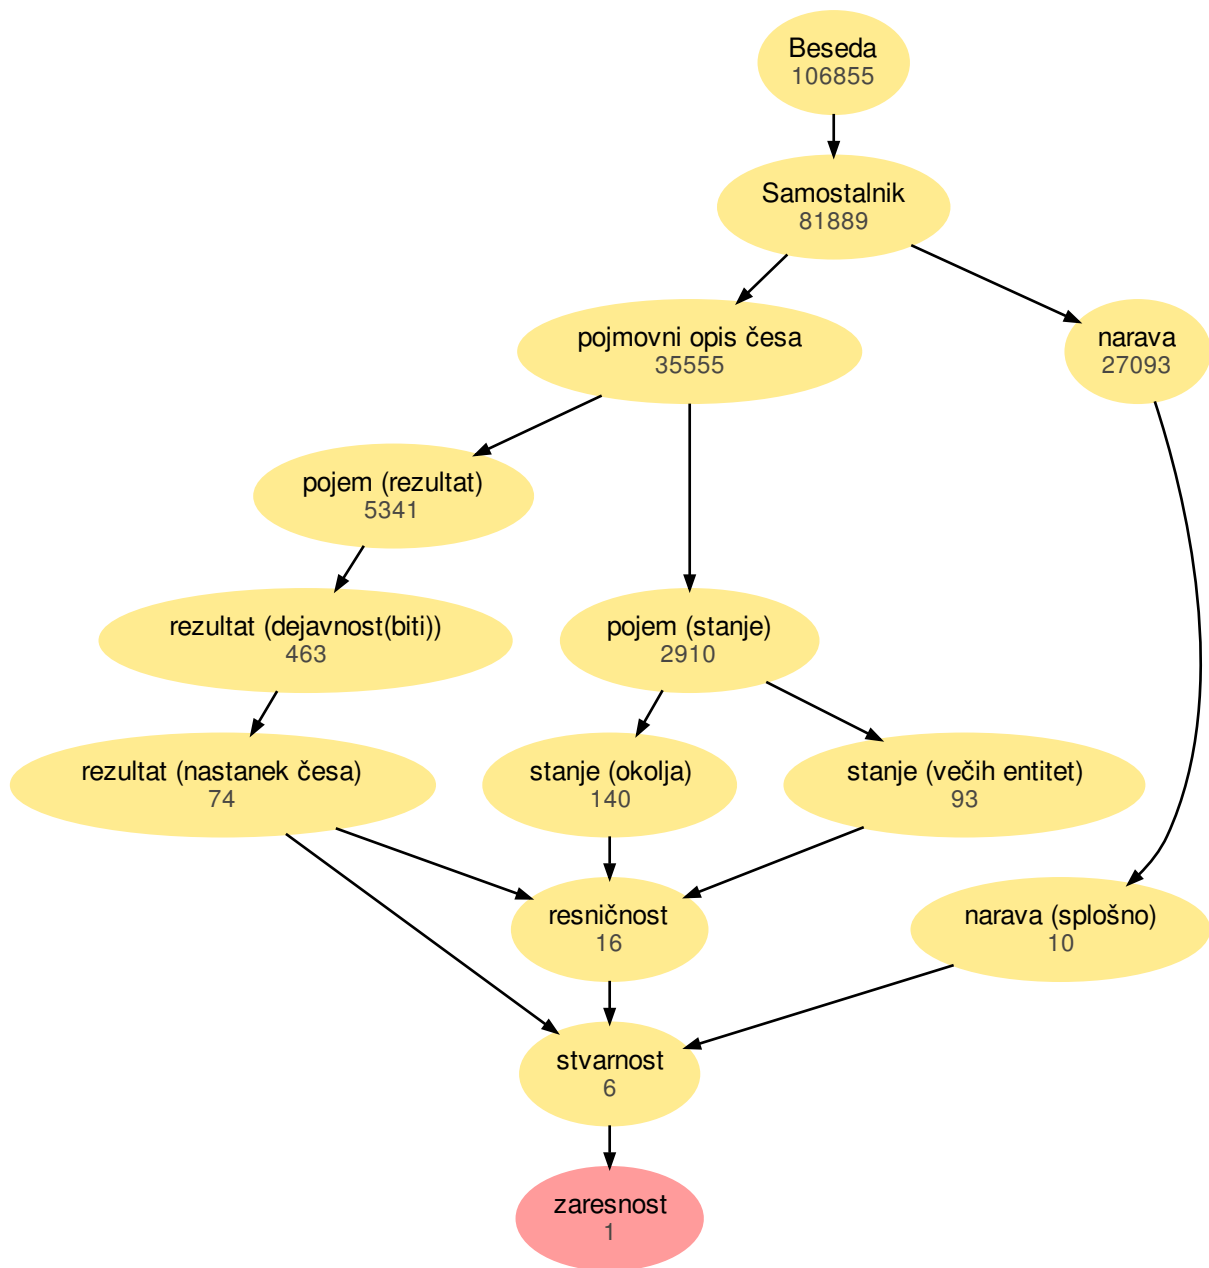 Beseda
106855
Samostalnik
81889
pojmovni opis česa
35555
narava
27093
pojem (rezultat)
5341
rezultat (dejavnost(biti))
463
pojem (stanje)
2910
rezultat (nastanek česa)
74
stanje (okolja)
140
stanje (večih entitet)
93
resničnost
16
narava (splošno)
10
stvarnost
6
zaresnost
1